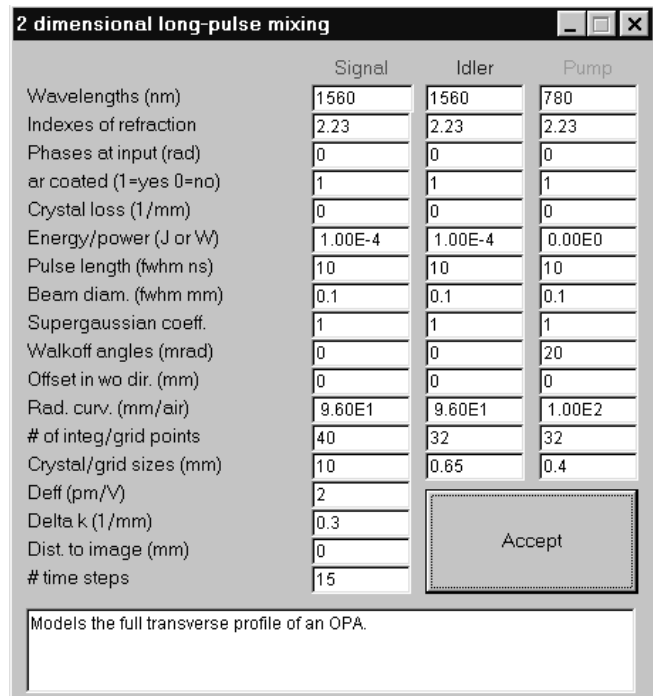 2 dimensional long-pulse mixing
Signal Idler Pump
Wavelengths (nm) 1560 1560 780
Indexes of refraction 2.23 2.23 2.23
Phases at input (rad) 0 0 0
ar coated (1=yes 0=no) 1 1 1
Crystal loss (1/mm) 0 0 0
Energy/power (J or W) 1.00E-4 1.00E-4 0.00E0
Pulse length (fwhm ns) 10 10 10
Beam diam. (fwhm mm) 0.1 0.1 0.1
Supergaussian coeff. 1 1 1
Walkoff angles (mrad) 0 0 20
Offset in wo dir. (mm) 0 0 0
Rad. curv. (mm/air) 9.60E1 9.60E1 1.00E2
# of integ/grid points 40 32 32
Crystal/grid sizes (mm) 10 0.65 0.4
Deff (pm/V) 2
Delta k (1/mm) 0.3
Accept
Dist. to image (mm) 0
# time steps 15
Models the full transverse profile of an OPA.